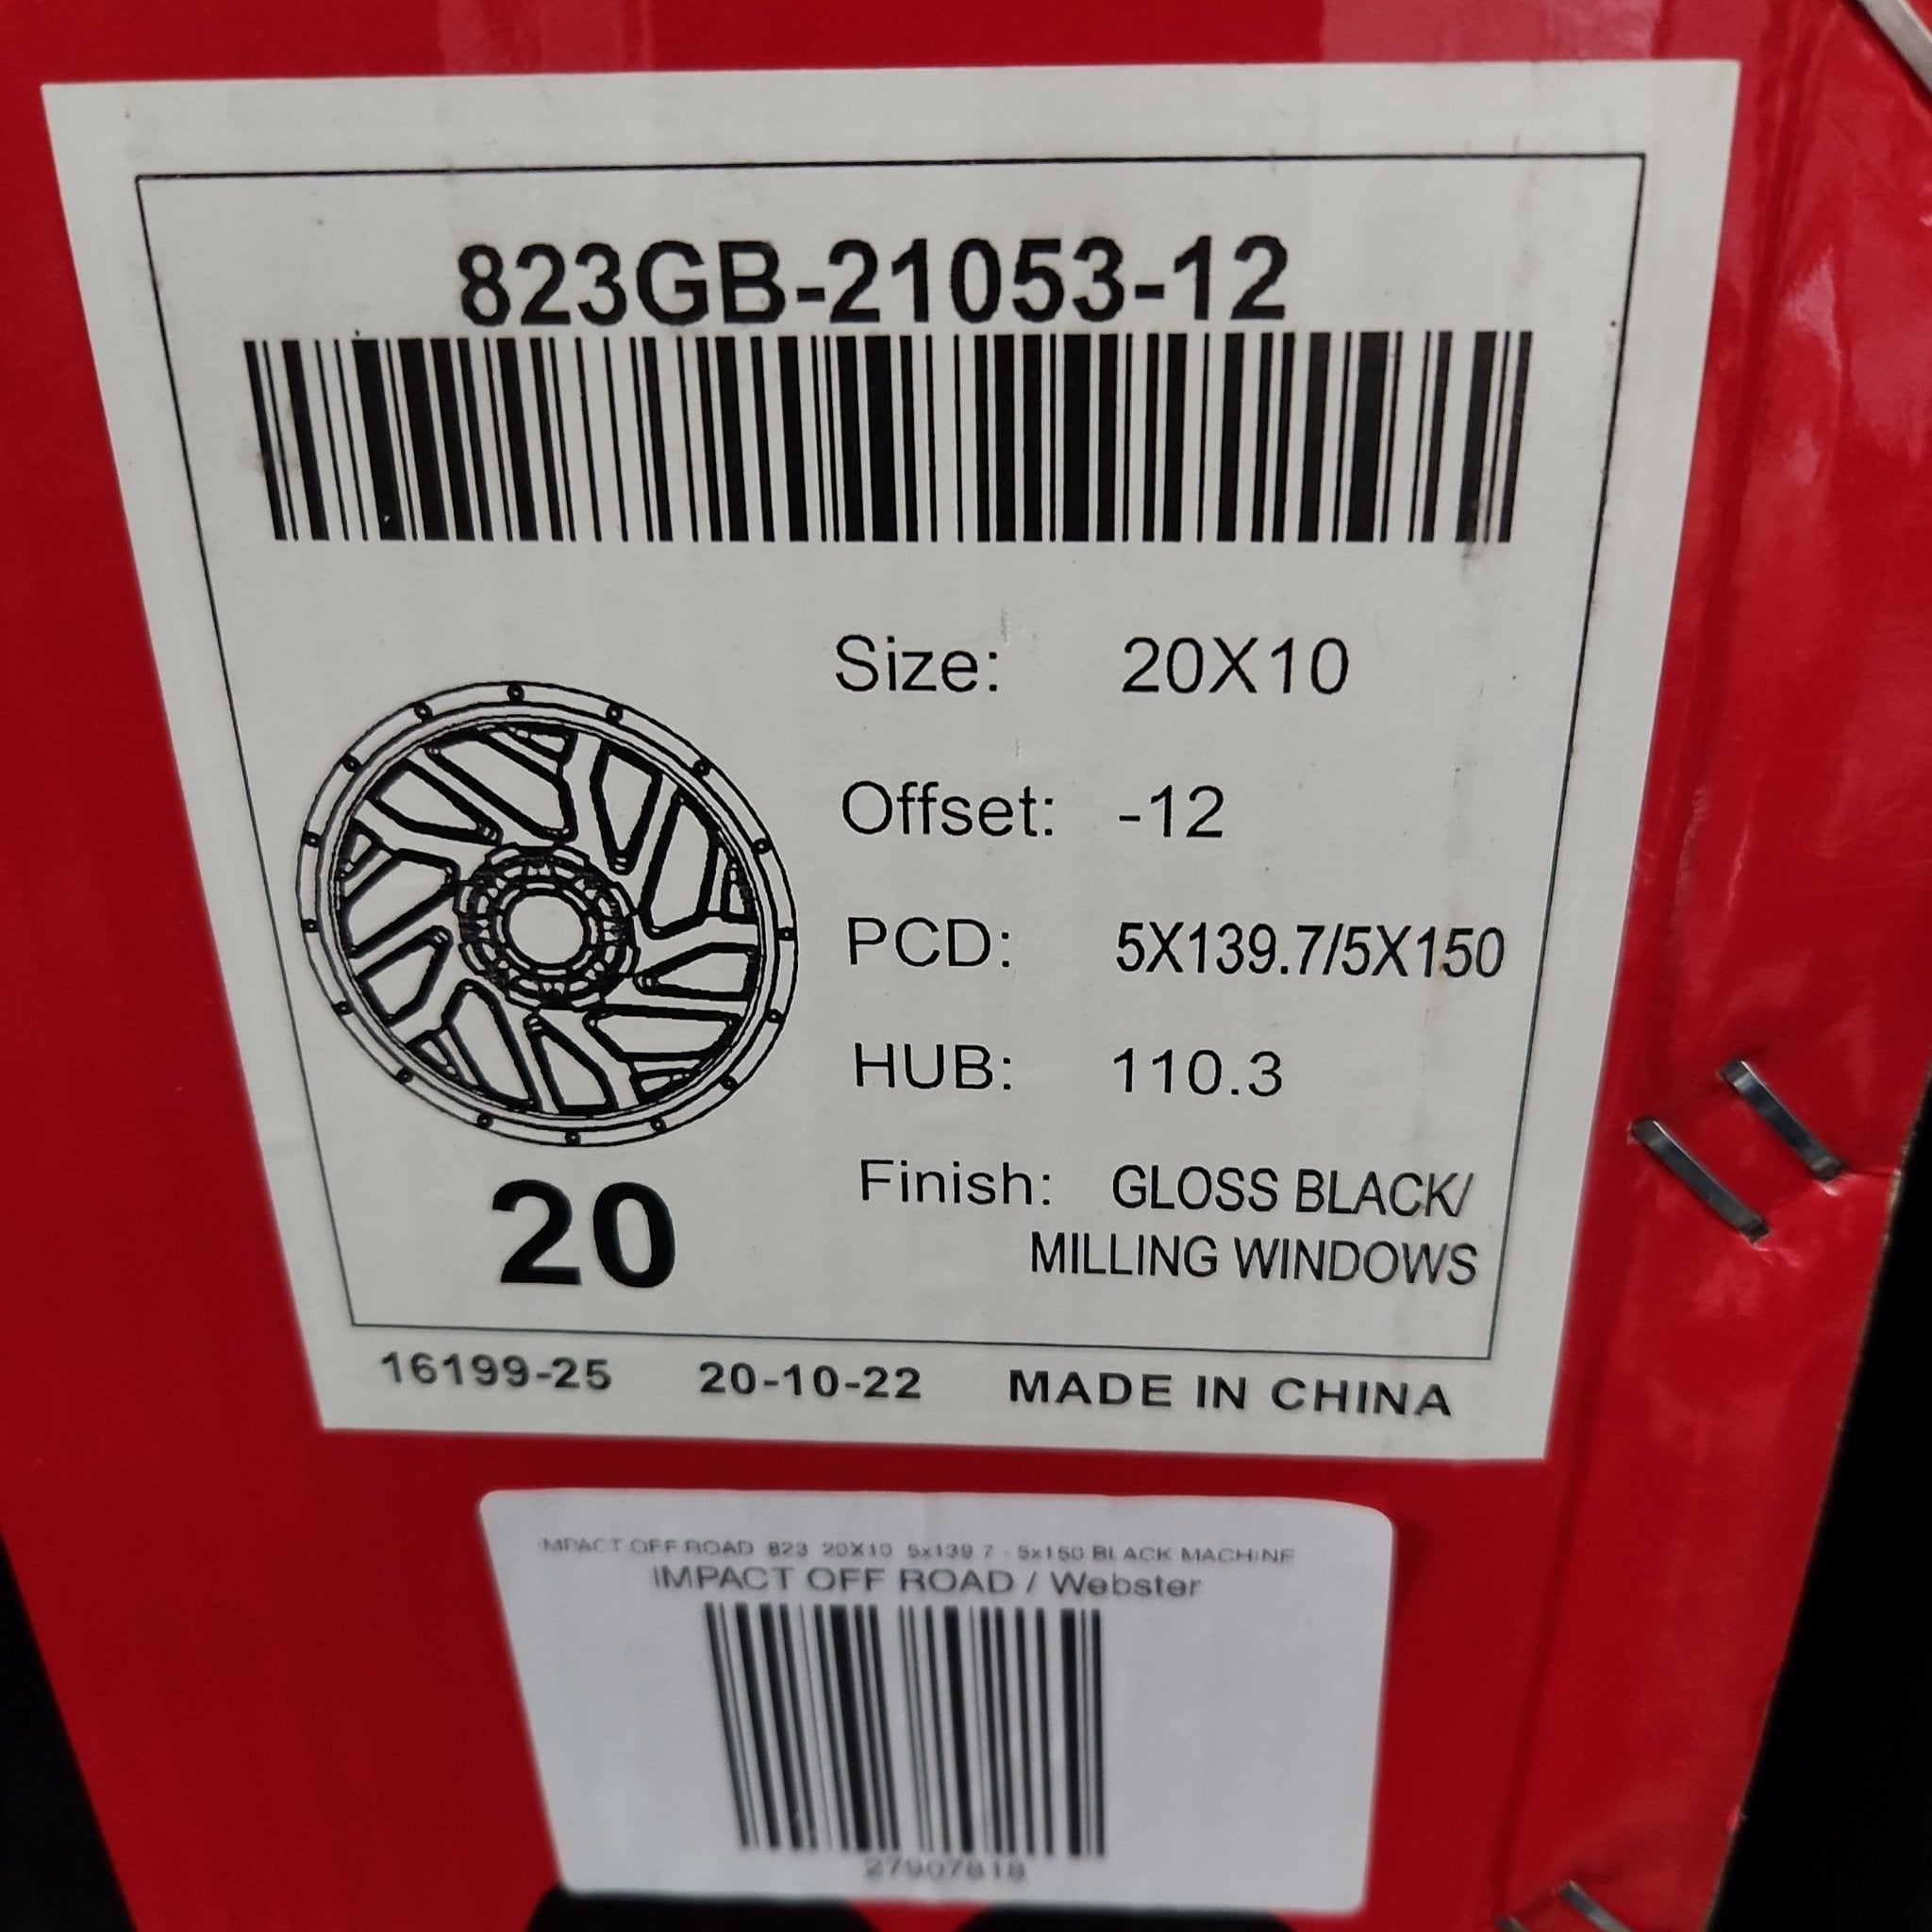 823GB-21053-12
Size: 20X10
Offset: -12
PCD: 5X139.7/5X150
HUB: 110.3
Finish: GLOSS BLACK/
MILLING WINDOWS
20
16199-25 20-10-22 MADE IN CHINA
IMPACT OFF ROAD 823 20X10 5x139.7 - 5x150 BLACK MACHINE
IMPACT OFF ROAD / Webster
27907818